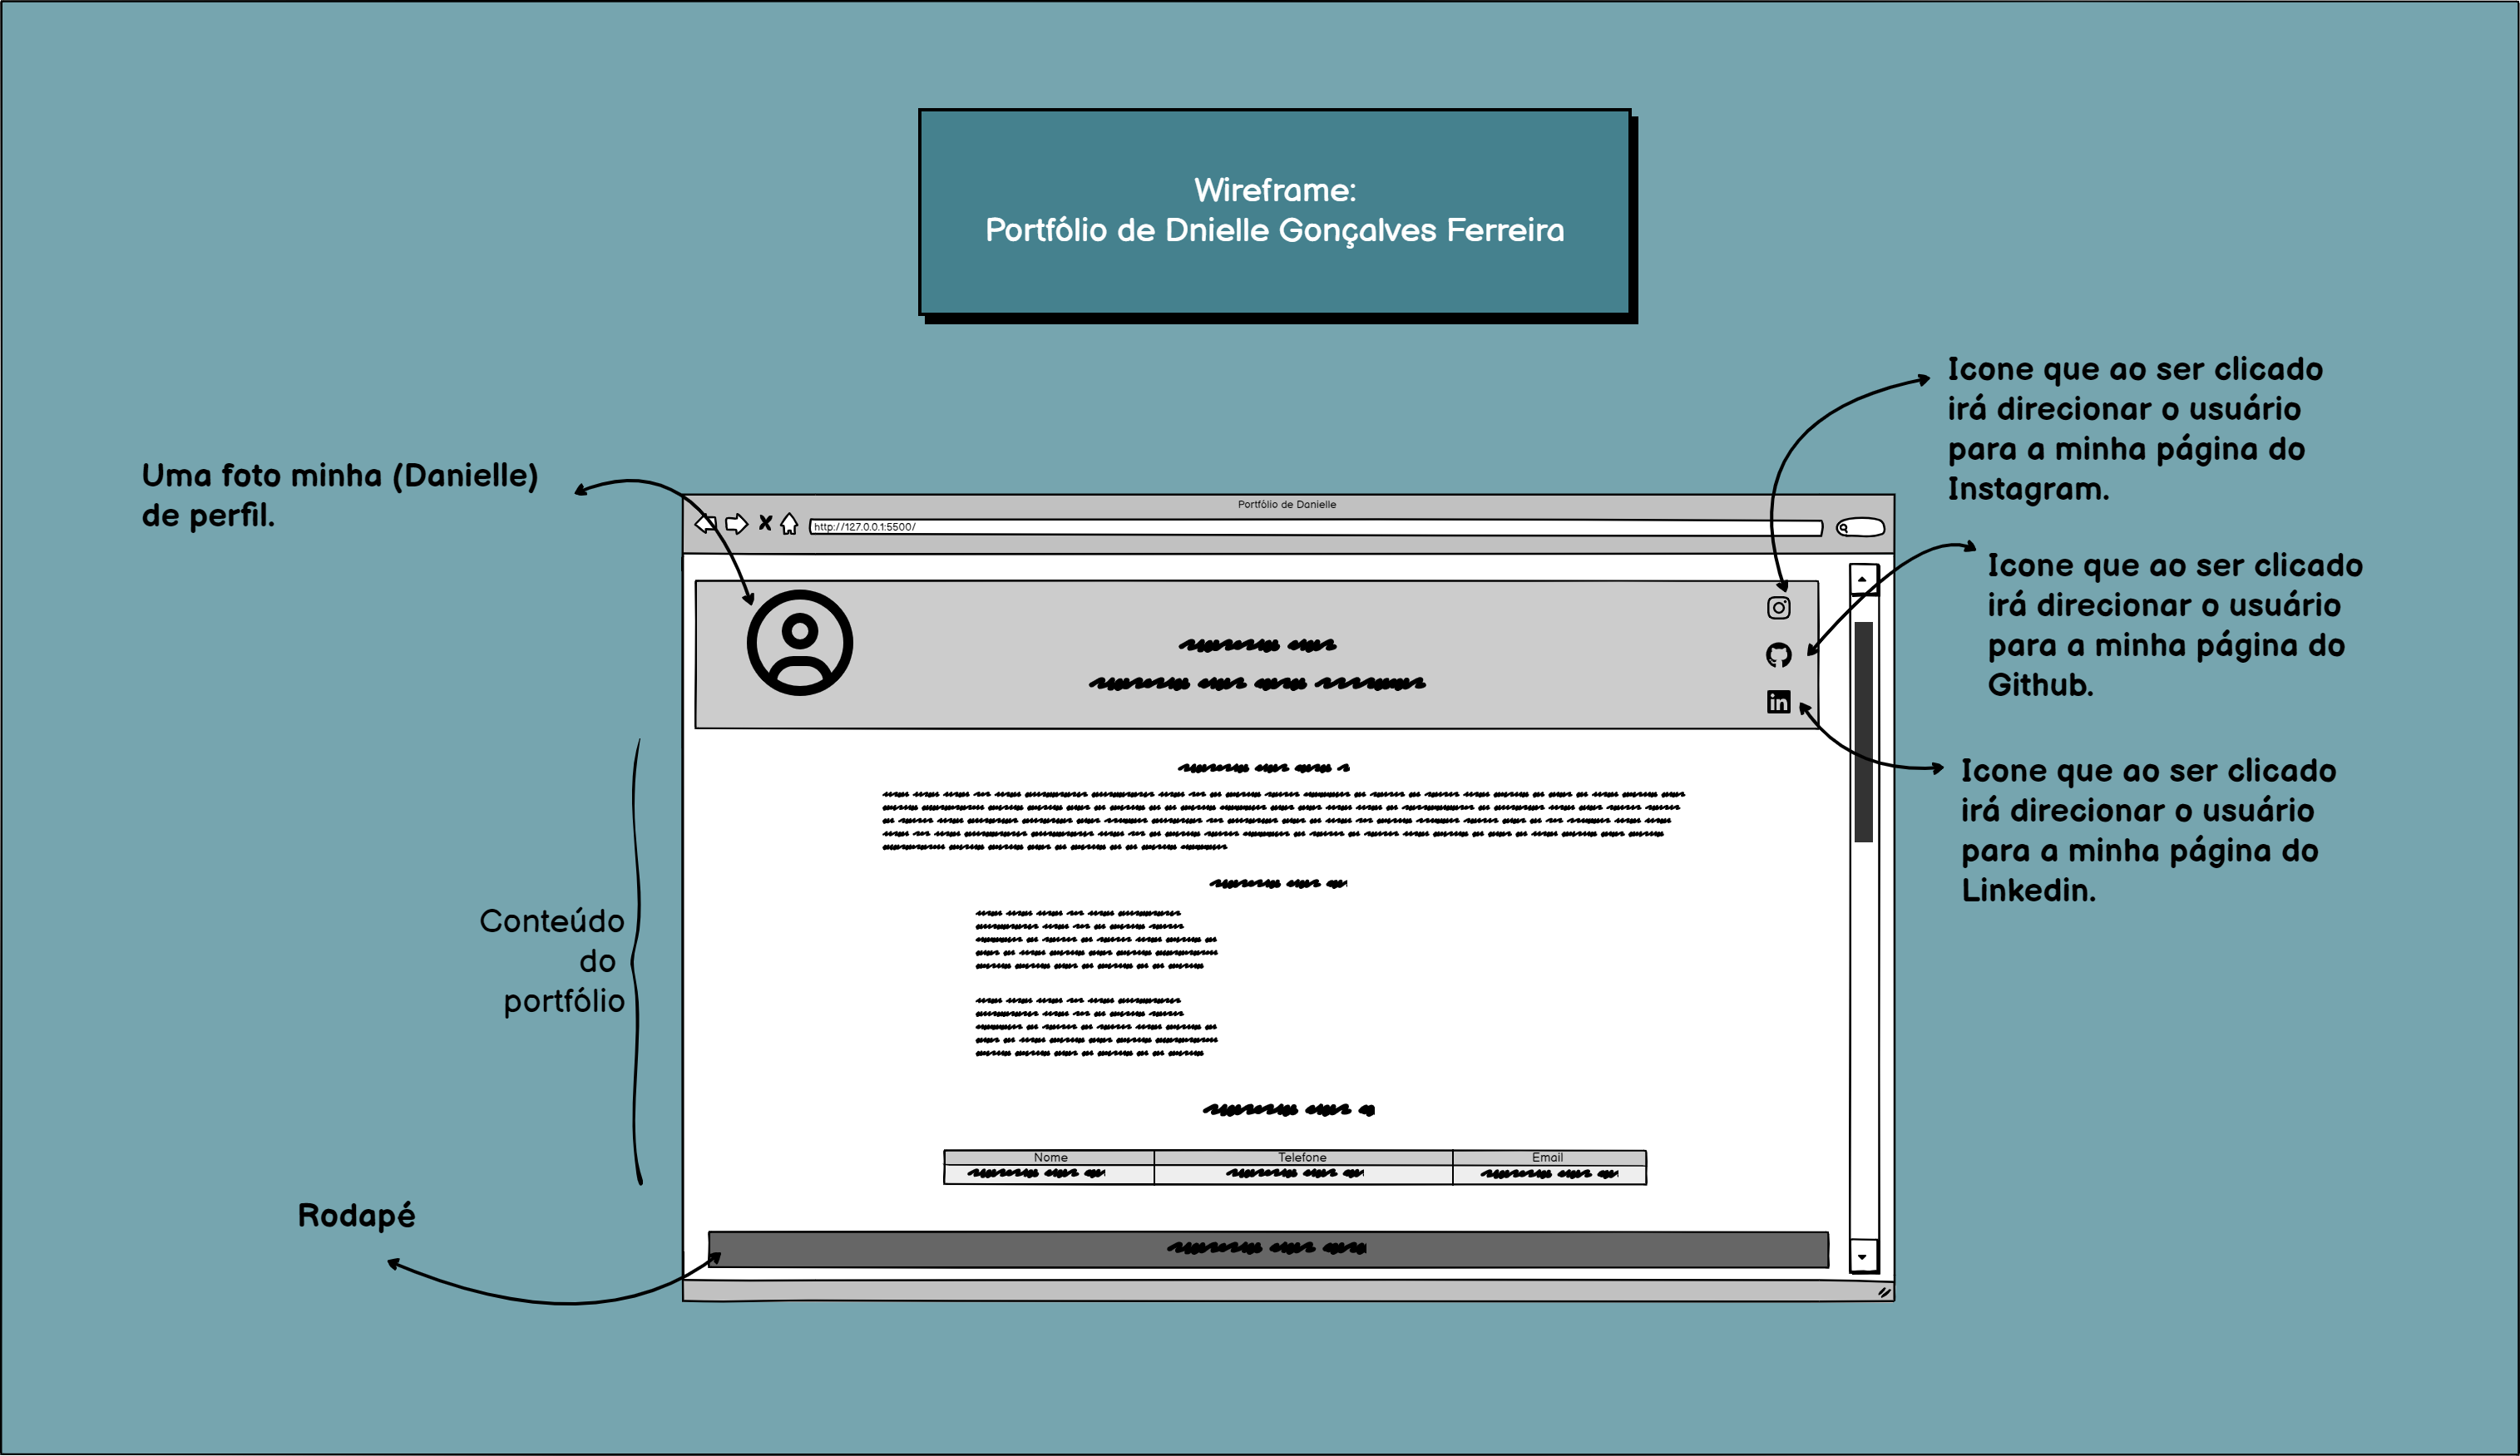 Wireframe:
Portfólio de Dnielle Gonçalves Ferreira
Icone que ao ser clicado
irá direcionar o usuário
para a minha página do
Instagram.
Uma foto minha (Danielle)
de perfil.
Portfólio de Danielle
http://127.0.0.1:5500/
Icone que ao ser clicado
irá direcionar o usuário
para a minha página do
Github.
in
Icone que ao ser clicado
irá direcionar o usuário
para a minha página do
Linkedin.
Conteúdo
do
portfólio
Nome Telefone Email
Rodapé